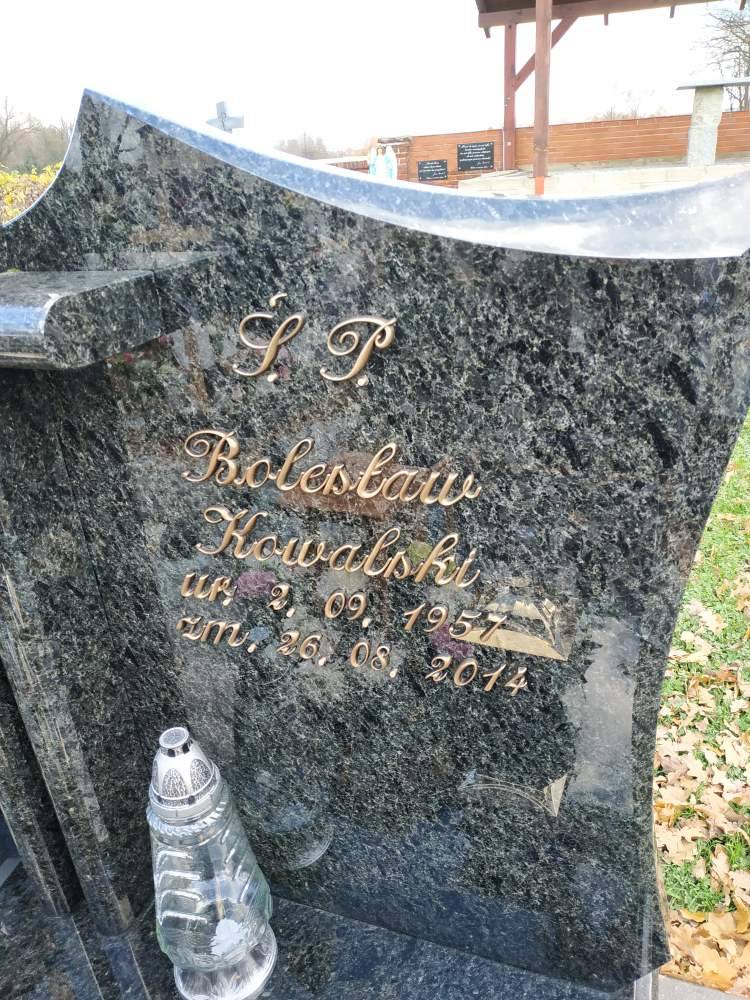 Ś. P.
Bolesław
Kowalski
ur. 2. 09. 1957
zm. 26. 08. 2014